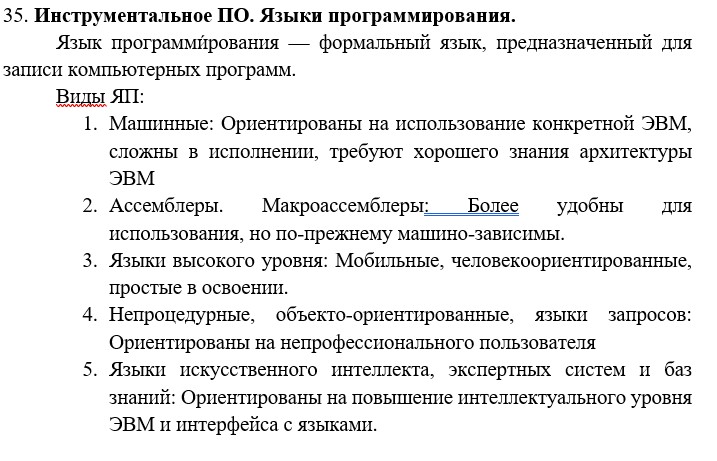 35. Инструментальное ПО. Языки программирования.
Язык программи́рования — формальный язык, предназначенный для
записи компьютерных программ.
Виды ЯП:
1. Машинные: Ориентированы на использование конкретной ЭВМ,
сложны в исполнении, требуют хорошего знания архитектуры
ЭВМ
2. Ассемблеры. Макроассемблеры: Более удобны для
использования, но по-прежнему машино-зависимы.
3. Языки высокого уровня: Мобильные, человекоориентированные,
простые в освоении.
4. Непроцедурные, объекто-ориентированные, языки запросов:
Ориентированы на непрофессионального пользователя
5. Языки искусственного интеллекта, экспертных систем и баз
знаний: Ориентированы на повышение интеллектуального уровня
ЭВМ и интерфейса с языками.